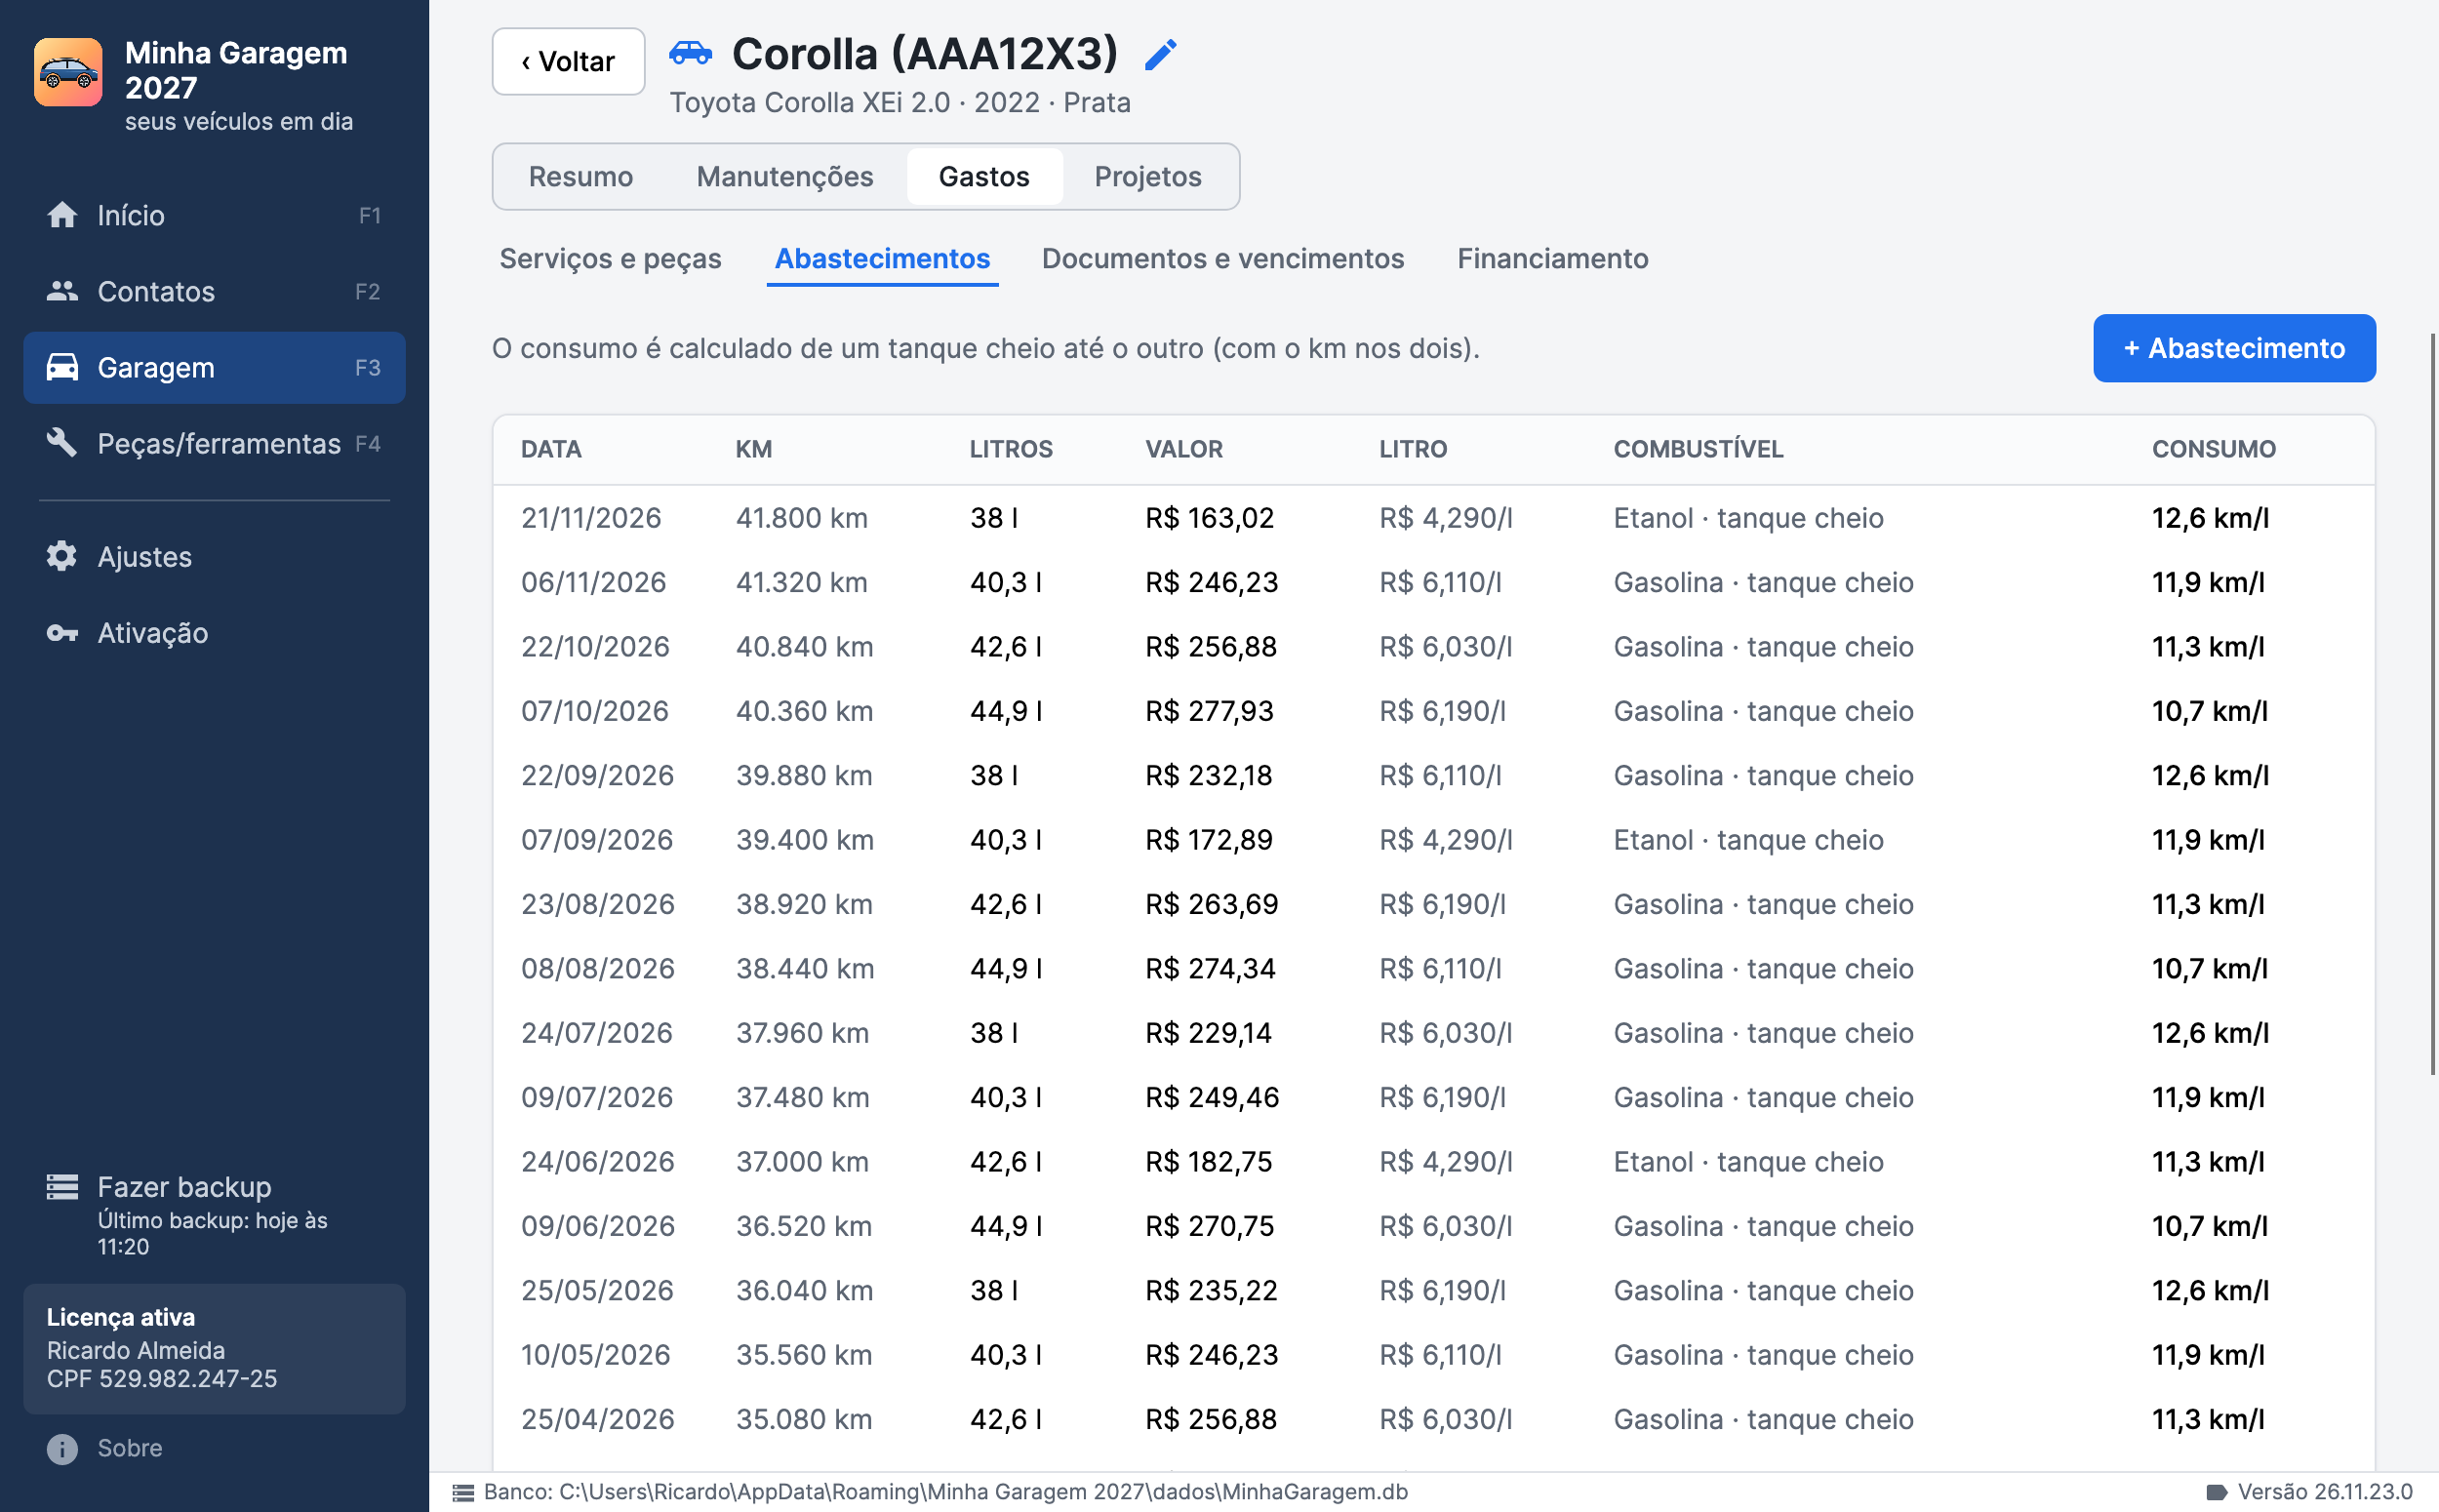 Minha Garagem
2027
seus veículos em dia
Início F1
Contatos F2
Garagem F3
Peças/ferramentas F4
Ajustes
Ativação
Fazer backup
Último backup: hoje às
11:20
Licença ativa
Ricardo Almeida
CPF 529.982.247-25
Sobre
‹ Voltar
Corolla (AAA12X3)
Toyota Corolla XEi 2.0 · 2022 · Prata
Resumo Manutenções Gastos Projetos
Serviços e peças Abastecimentos Documentos e vencimentos Financiamento
O consumo é calculado de um tanque cheio até o outro (com o km nos dois).
+ Abastecimento
DATA KM LITROS VALOR LITRO COMBUSTÍVEL CONSUMO
21/11/2026 41.800 km 38 l R$ 163,02 R$ 4,290/l Etanol · tanque cheio 12,6 km/l
06/11/2026 41.320 km 40,3 l R$ 246,23 R$ 6,110/l Gasolina · tanque cheio 11,9 km/l
22/10/2026 40.840 km 42,6 l R$ 256,88 R$ 6,030/l Gasolina · tanque cheio 11,3 km/l
07/10/2026 40.360 km 44,9 l R$ 277,93 R$ 6,190/l Gasolina · tanque cheio 10,7 km/l
22/09/2026 39.880 km 38 l R$ 232,18 R$ 6,110/l Gasolina · tanque cheio 12,6 km/l
07/09/2026 39.400 km 40,3 l R$ 172,89 R$ 4,290/l Etanol · tanque cheio 11,9 km/l
23/08/2026 38.920 km 42,6 l R$ 263,69 R$ 6,190/l Gasolina · tanque cheio 11,3 km/l
08/08/2026 38.440 km 44,9 l R$ 274,34 R$ 6,110/l Gasolina · tanque cheio 10,7 km/l
24/07/2026 37.960 km 38 l R$ 229,14 R$ 6,030/l Gasolina · tanque cheio 12,6 km/l
09/07/2026 37.480 km 40,3 l R$ 249,46 R$ 6,190/l Gasolina · tanque cheio 11,9 km/l
24/06/2026 37.000 km 42,6 l R$ 182,75 R$ 4,290/l Etanol · tanque cheio 11,3 km/l
09/06/2026 36.520 km 44,9 l R$ 270,75 R$ 6,030/l Gasolina · tanque cheio 10,7 km/l
25/05/2026 36.040 km 38 l R$ 235,22 R$ 6,190/l Gasolina · tanque cheio 12,6 km/l
10/05/2026 35.560 km 40,3 l R$ 246,23 R$ 6,110/l Gasolina · tanque cheio 11,9 km/l
25/04/2026 35.080 km 42,6 l R$ 256,88 R$ 6,030/l Gasolina · tanque cheio 11,3 km/l
Banco: C:\Users\Ricardo\AppData\Roaming\Minha Garagem 2027\dados\MinhaGaragem.db
Versão 26.11.23.0